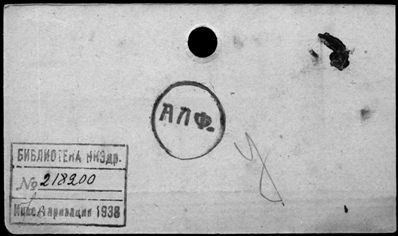 АЛФ.
У
БИБЛИОТЕКА НИЗдр.
№ 218200
Инвентаризация 1938